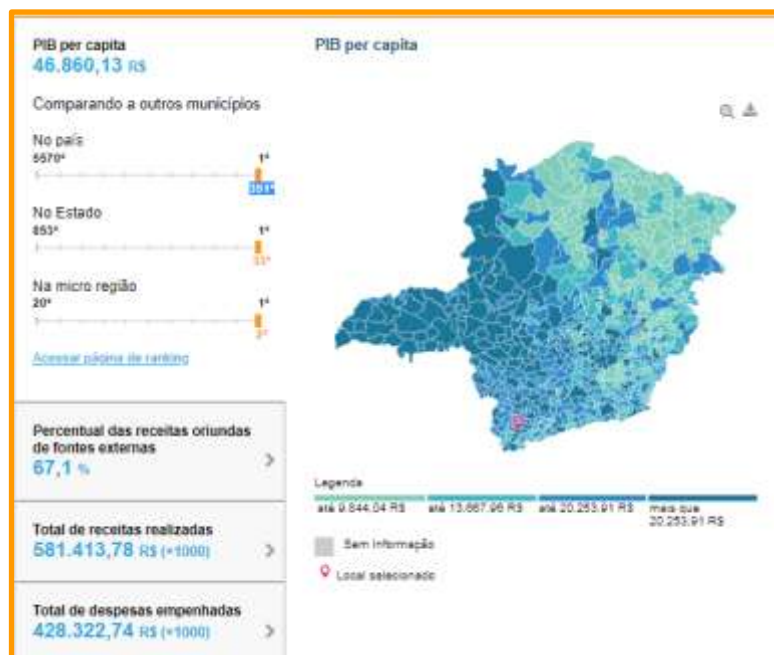 PIB per capita
46.860,13 R$
Comparando a outros municípios
No país
5570º 1º
No Estado
853º 1º
33º
Na micro região
20º 1º
Acessar página de ranking
Percentual das receitas oriundas
de fontes externas
67,1 %
Total de receitas realizadas
581.413,78 R$ (×1000)
Total de despesas empenhadas
428.322,74 R$ (×1000)
PIB per capita
Legenda
até 9.844,04 R$
até 13.667,96 R$
até 20.253,91 R$
mais que
20.253,91 R$
Sem Informação
Local selecionado